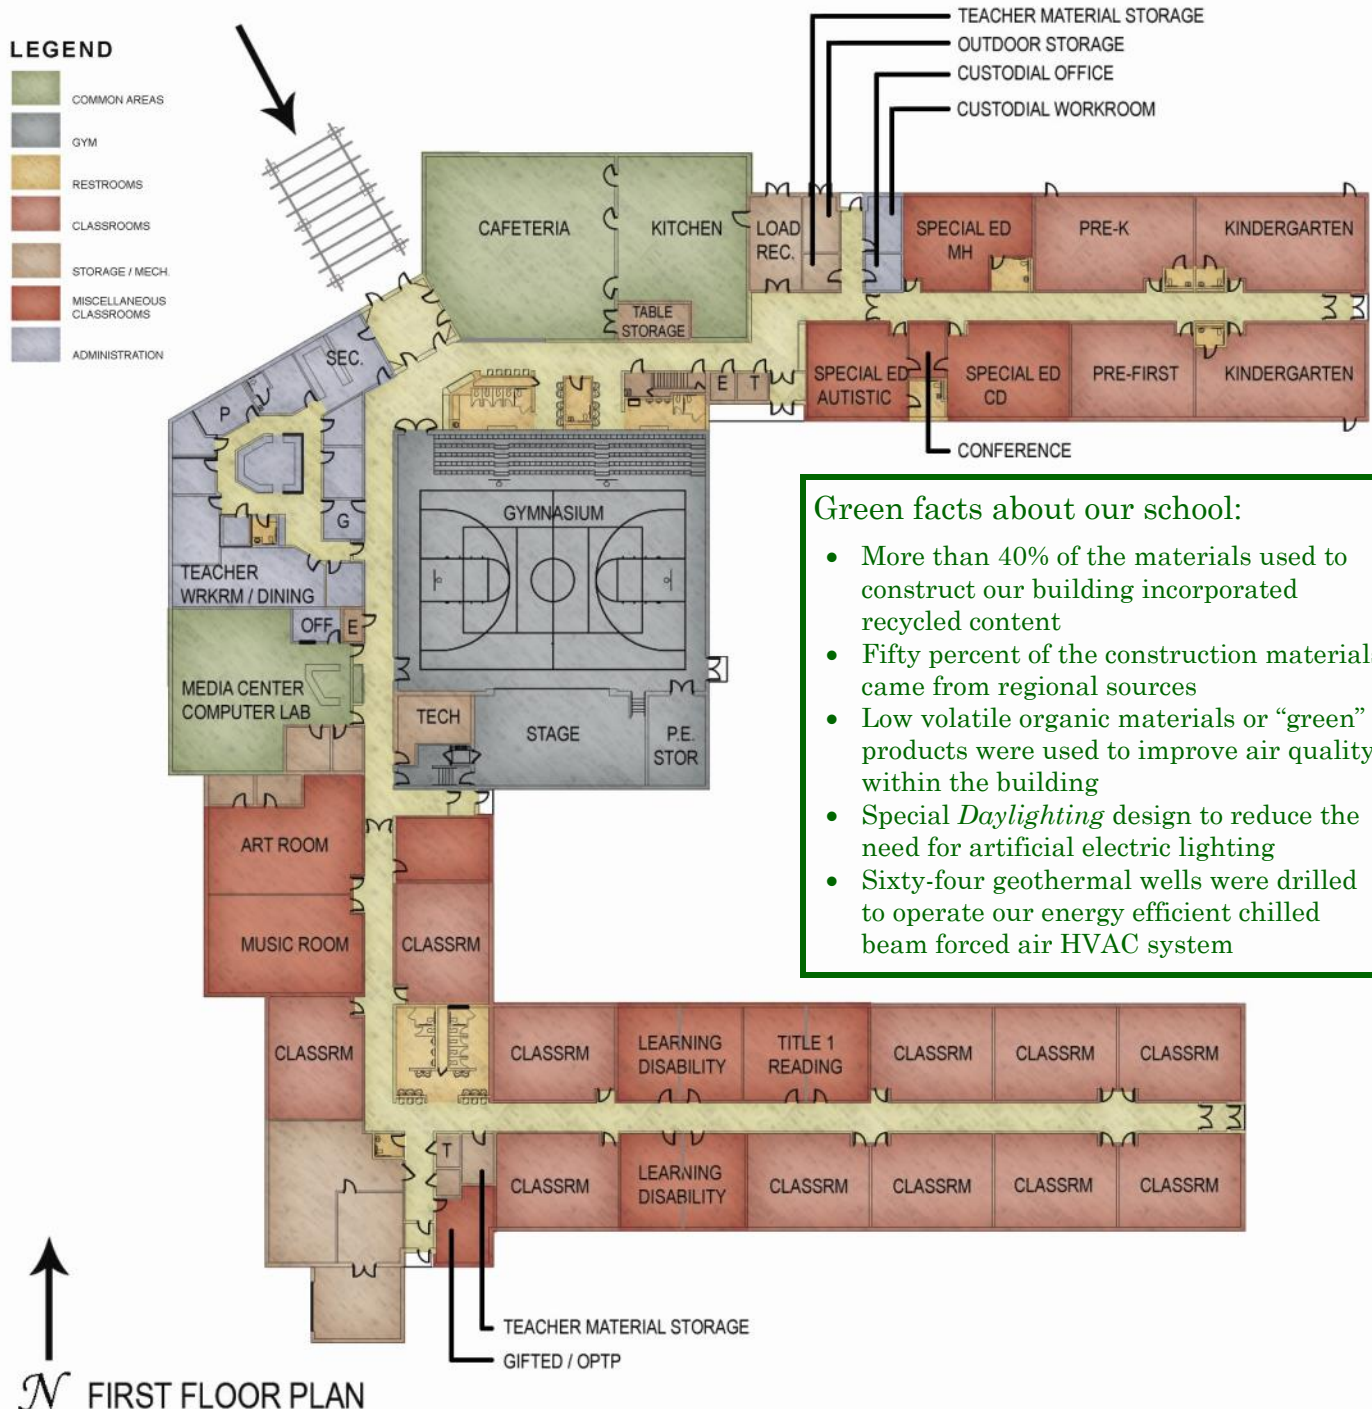 TEACHER MATERIAL STORAGE
OUTDOOR STORAGE
CUSTODIAL OFFICE
CUSTODIAL WORKROOM
LEGEND
COMMON AREAS
GYM
RESTROOMS
CLASSROOMS
STORAGE / MECH.
MISCELLANEOUS
CLASSROOMS
ADMINISTRATION
CAFETERIA
KITCHEN
LOAD
REC.
SPECIAL ED
MH
PRE-K
KINDERGARTEN
TABLE
STORAGE
SEC.
E
T
SPECIAL ED
AUTISTIC
SPECIAL ED
CD
PRE-FIRST
KINDERGARTEN
P
CONFERENCE
G
GYMNASIUM
TEACHER
WRKRM / DINING
OFF.
E
MEDIA CENTER
COMPUTER LAB
TECH
STAGE
P.E.
STOR
Green facts about our school:
• More than 40% of the materials used to
construct our building incorporated
recycled content
• Fifty percent of the construction material
came from regional sources
• Low volatile organic materials or “green”
products were used to improve air quality
within the building
• Special Daylighting design to reduce the
need for artificial electric lighting
• Sixty-four geothermal wells were drilled
to operate our energy efficient chilled
beam forced air HVAC system
ART ROOM
MUSIC ROOM
CLASSRM
CLASSRM
CLASSRM
LEARNING
DISABILITY
TITLE 1
READING
CLASSRM
CLASSRM
CLASSRM
T
CLASSRM
LEARNING
DISABILITY
CLASSRM
CLASSRM
CLASSRM
CLASSRM
TEACHER MATERIAL STORAGE
GIFTED / OPTP
N FIRST FLOOR PLAN